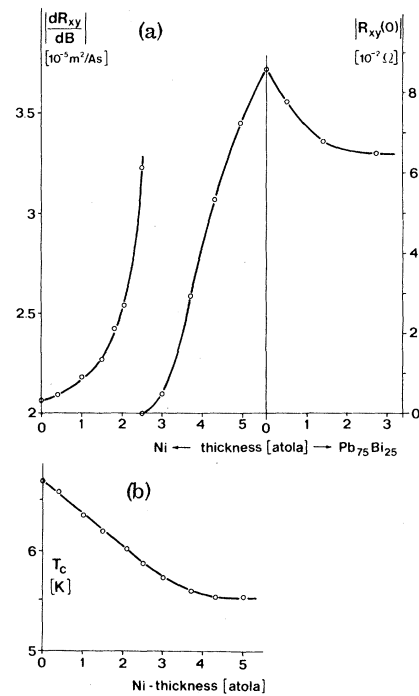 |dR_xy/dB|
[10⁻⁵ m²/As]
(a)
|R_xy(0)|
[10⁻² Ω]
3.5
3
2.5
2
8
6
4
2
0
0 1 2 3 4 5 0 1 2 3
Ni ← thickness [atola] → Pb₇₅Bi₂₅
(b)
T_c
[K]
6
5
0 1 2 3 4 5
Ni-thickness [atola]